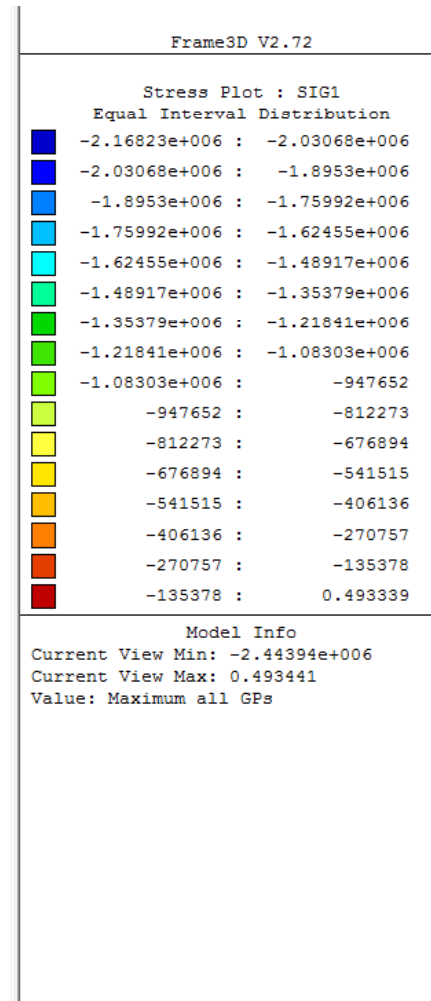 Frame3D V2.72
Stress Plot : SIG1
Equal Interval Distribution
-2.16823e+006 : -2.03068e+006
-2.03068e+006 : -1.8953e+006
-1.8953e+006 : -1.75992e+006
-1.75992e+006 : -1.62455e+006
-1.62455e+006 : -1.48917e+006
-1.48917e+006 : -1.35379e+006
-1.35379e+006 : -1.21841e+006
-1.21841e+006 : -1.08303e+006
-1.08303e+006 : -947652
-947652 : -812273
-812273 : -676894
-676894 : -541515
-541515 : -406136
-406136 : -270757
-270757 : -135378
-135378 : 0.493339
Model Info
Current View Min: -2.44394e+006
Current View Max: 0.493441
Value: Maximum all GPs